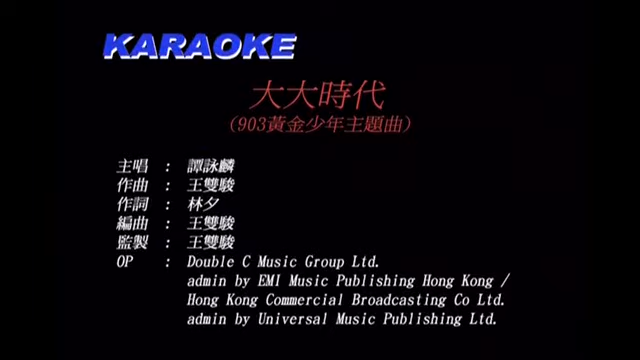 KARAOKE
大大時代
(903黃金少年主題曲)
主唱 : 譚詠麟
作曲 : 王雙駿
作詞 : 林夕
編曲 : 王雙駿
監製 : 王雙駿
OP : Double C Music Group Ltd.
admin by EMI Music Publishing Hong Kong /
Hong Kong Commercial Broadcasting Co Ltd.
admin by Universal Music Publishing Ltd.